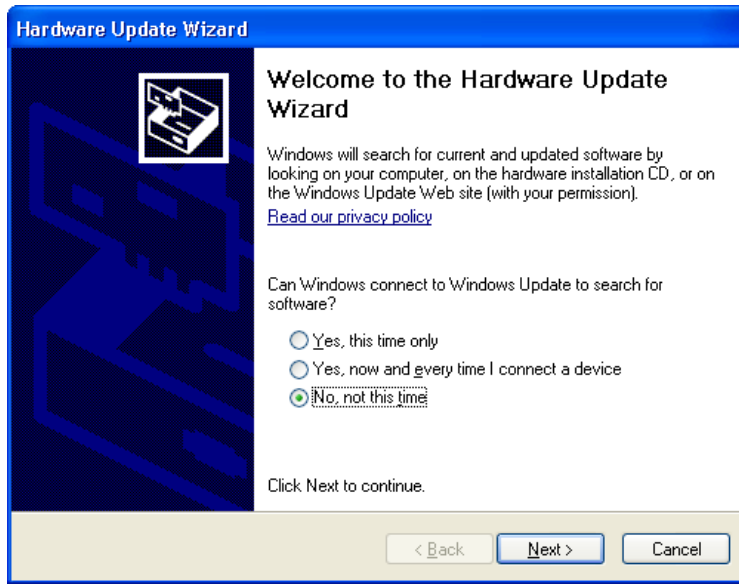 Hardware Update Wizard
Welcome to the Hardware Update
Wizard
Windows will search for current and updated software by
looking on your computer, on the hardware installation CD, or on
the Windows Update Web site (with your permission).
Read our privacy policy
Can Windows connect to Windows Update to search for
software?
Yes, this time only
Yes, now and every time I connect a device
No, not this time
Click Next to continue.
< Back
Next >
Cancel